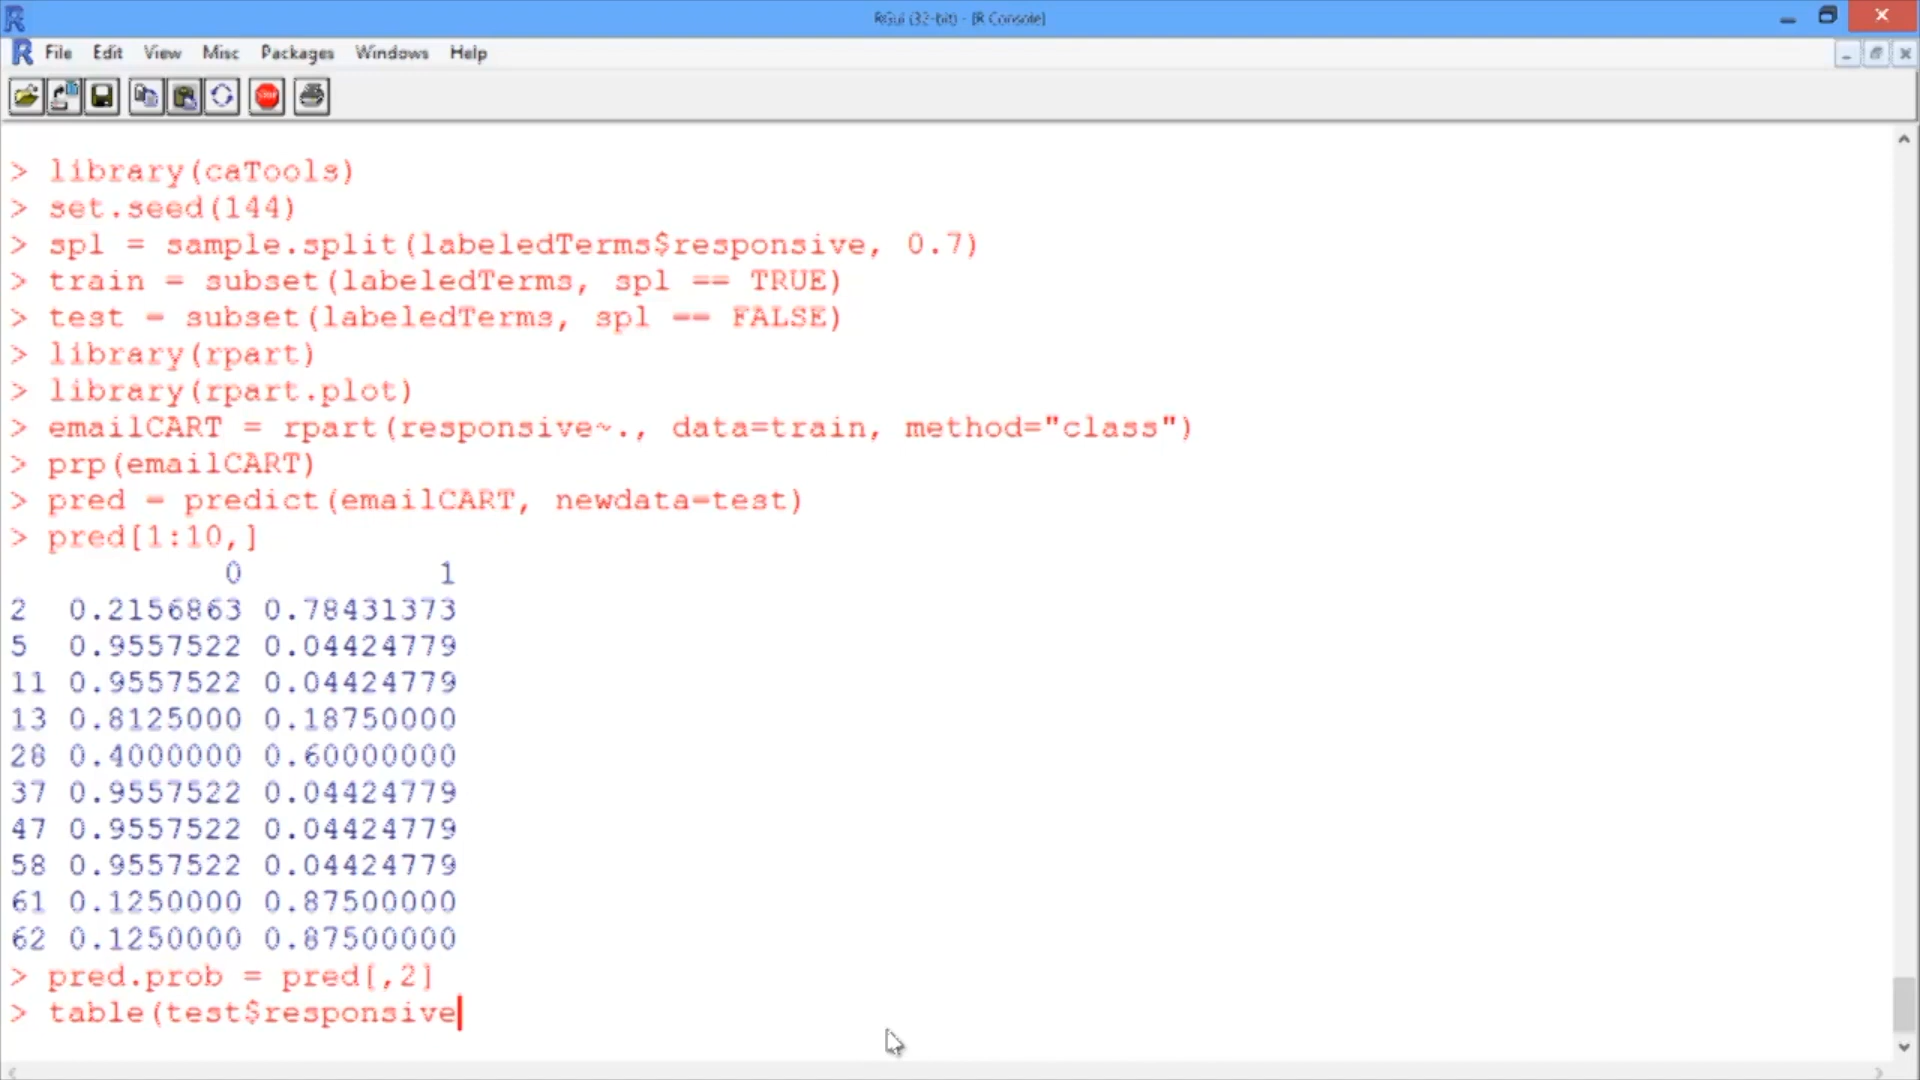 RGui (32-bit) - [R Console]
File Edit View Misc Packages Windows Help
STOP
> library(caTools)
> set.seed(144)
> spl = sample.split(labeledTerms$responsive, 0.7)
> train = subset(labeledTerms, spl == TRUE)
> test = subset(labeledTerms, spl == FALSE)
> library(rpart)
> library(rpart.plot)
> emailCART = rpart(responsive~., data=train, method="class")
> prp(emailCART)
> pred = predict(emailCART, newdata=test)
> pred[1:10,]
0 1
2 0.2156863 0.78431373
5 0.9557522 0.04424779
11 0.9557522 0.04424779
13 0.8125000 0.18750000
28 0.4000000 0.60000000
37 0.9557522 0.04424779
47 0.9557522 0.04424779
58 0.9557522 0.04424779
61 0.1250000 0.87500000
62 0.1250000 0.87500000
> pred.prob = pred[,2]
> table(test$responsive